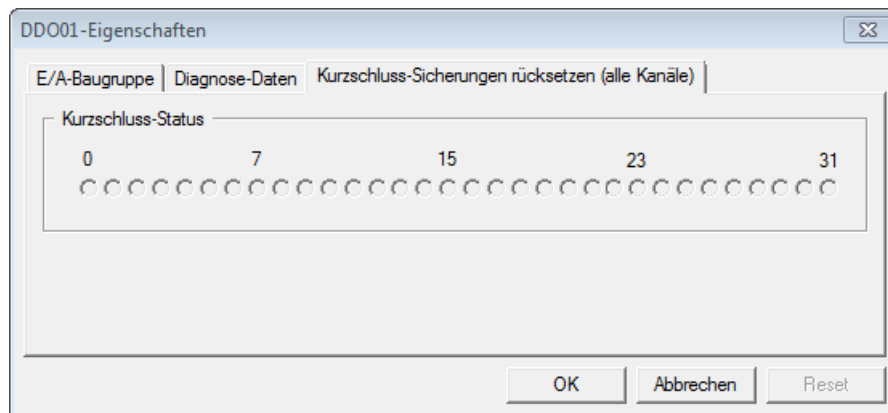 DDO01-Eigenschaften
E/A-Baugruppe Diagnose-Daten Kurzschluss-Sicherungen rücksetzen (alle Kanäle)
Kurzschluss-Status
0 7 15 23 31
OK Abbrechen Reset